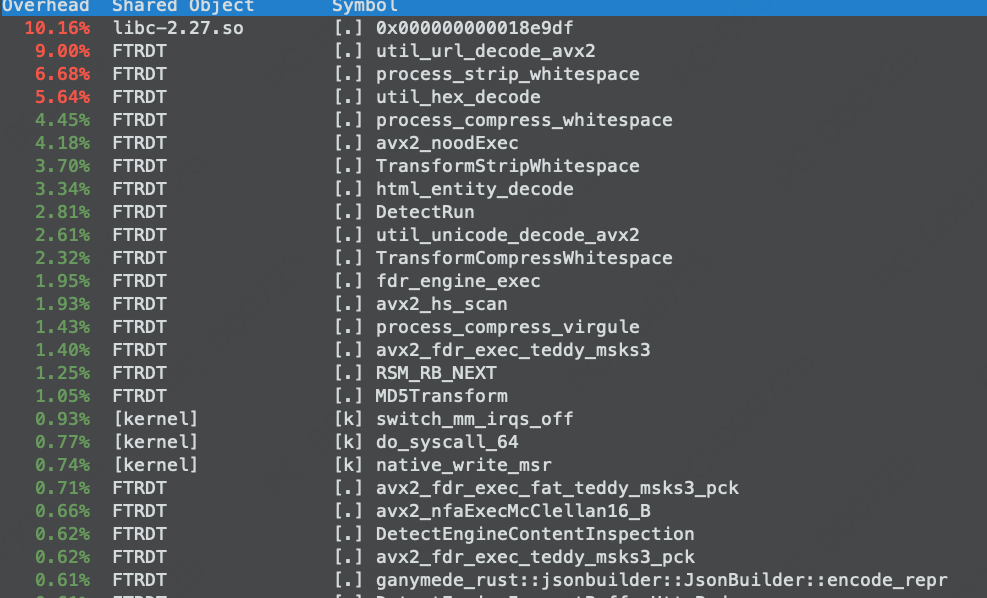 Overhead Shared Object Symbol
10.16% libc-2.27.so [.] 0x000000000018e9df
9.00% FTRDT [.] util_url_decode_avx2
6.68% FTRDT [.] process_strip_whitespace
5.64% FTRDT [.] util_hex_decode
4.45% FTRDT [.] process_compress_whitespace
4.18% FTRDT [.] avx2_noodExec
3.70% FTRDT [.] TransformStripWhitespace
3.34% FTRDT [.] html_entity_decode
2.81% FTRDT [.] DetectRun
2.61% FTRDT [.] util_unicode_decode_avx2
2.32% FTRDT [.] TransformCompressWhitespace
1.95% FTRDT [.] fdr_engine_exec
1.93% FTRDT [.] avx2_hs_scan
1.43% FTRDT [.] process_compress_virgule
1.40% FTRDT [.] avx2_fdr_exec_teddy_msks3
1.25% FTRDT [.] RSM_RB_NEXT
1.05% FTRDT [.] MD5Transform
0.93% [kernel] [k] switch_mm_irqs_off
0.77% [kernel] [k] do_syscall_64
0.74% [kernel] [k] native_write_msr
0.71% FTRDT [.] avx2_fdr_exec_fat_teddy_msks3_pck
0.66% FTRDT [.] avx2_nfaExecMcClellan16_B
0.62% FTRDT [.] DetectEngineContentInspection
0.62% FTRDT [.] avx2_fdr_exec_teddy_msks3_pck
0.61% FTRDT [.] ganymede_rust::jsonbuilder::JsonBuilder::encode_repr